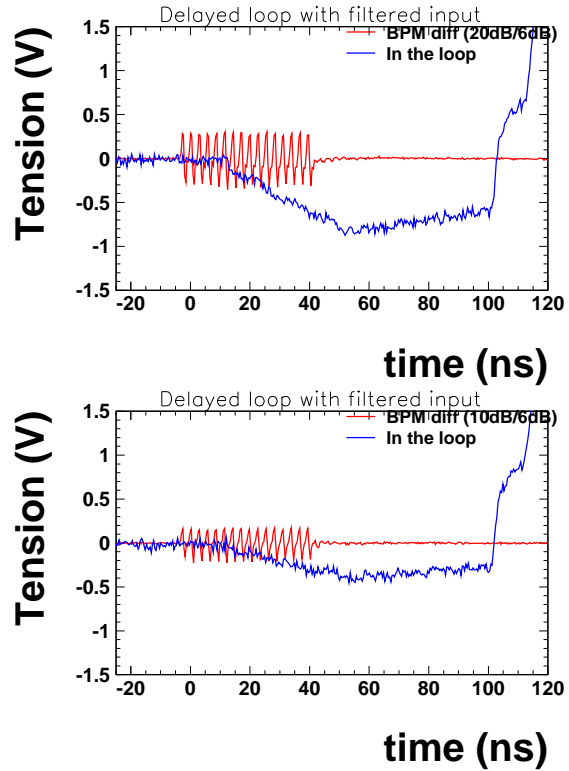 Delayed loop with filtered input
Tension (V)
1.5
1
0.5
0
-0.5
-1
-1.5
BPM diff (20dB/6dB)
In the loop
-20 0 20 40 60 80 100 120
time (ns)
Delayed loop with filtered input
Tension (V)
1.5
1
0.5
0
-0.5
-1
-1.5
BPM diff (10dB/6dB)
In the loop
-20 0 20 40 60 80 100 120
time (ns)